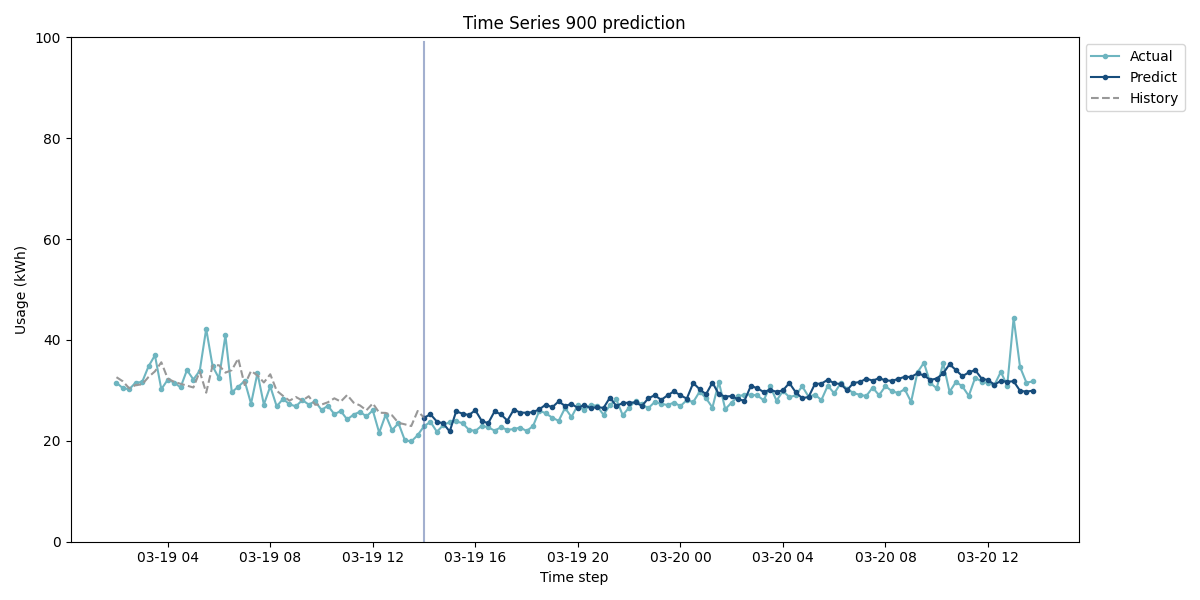 Time Series 900 prediction
100
80
60
40
20
0
Usage (kWh)
03-19 04
03-19 08
03-19 12
03-19 16
03-19 20
03-20 00
03-20 04
03-20 08
03-20 12
Time step
Actual
Predict
History